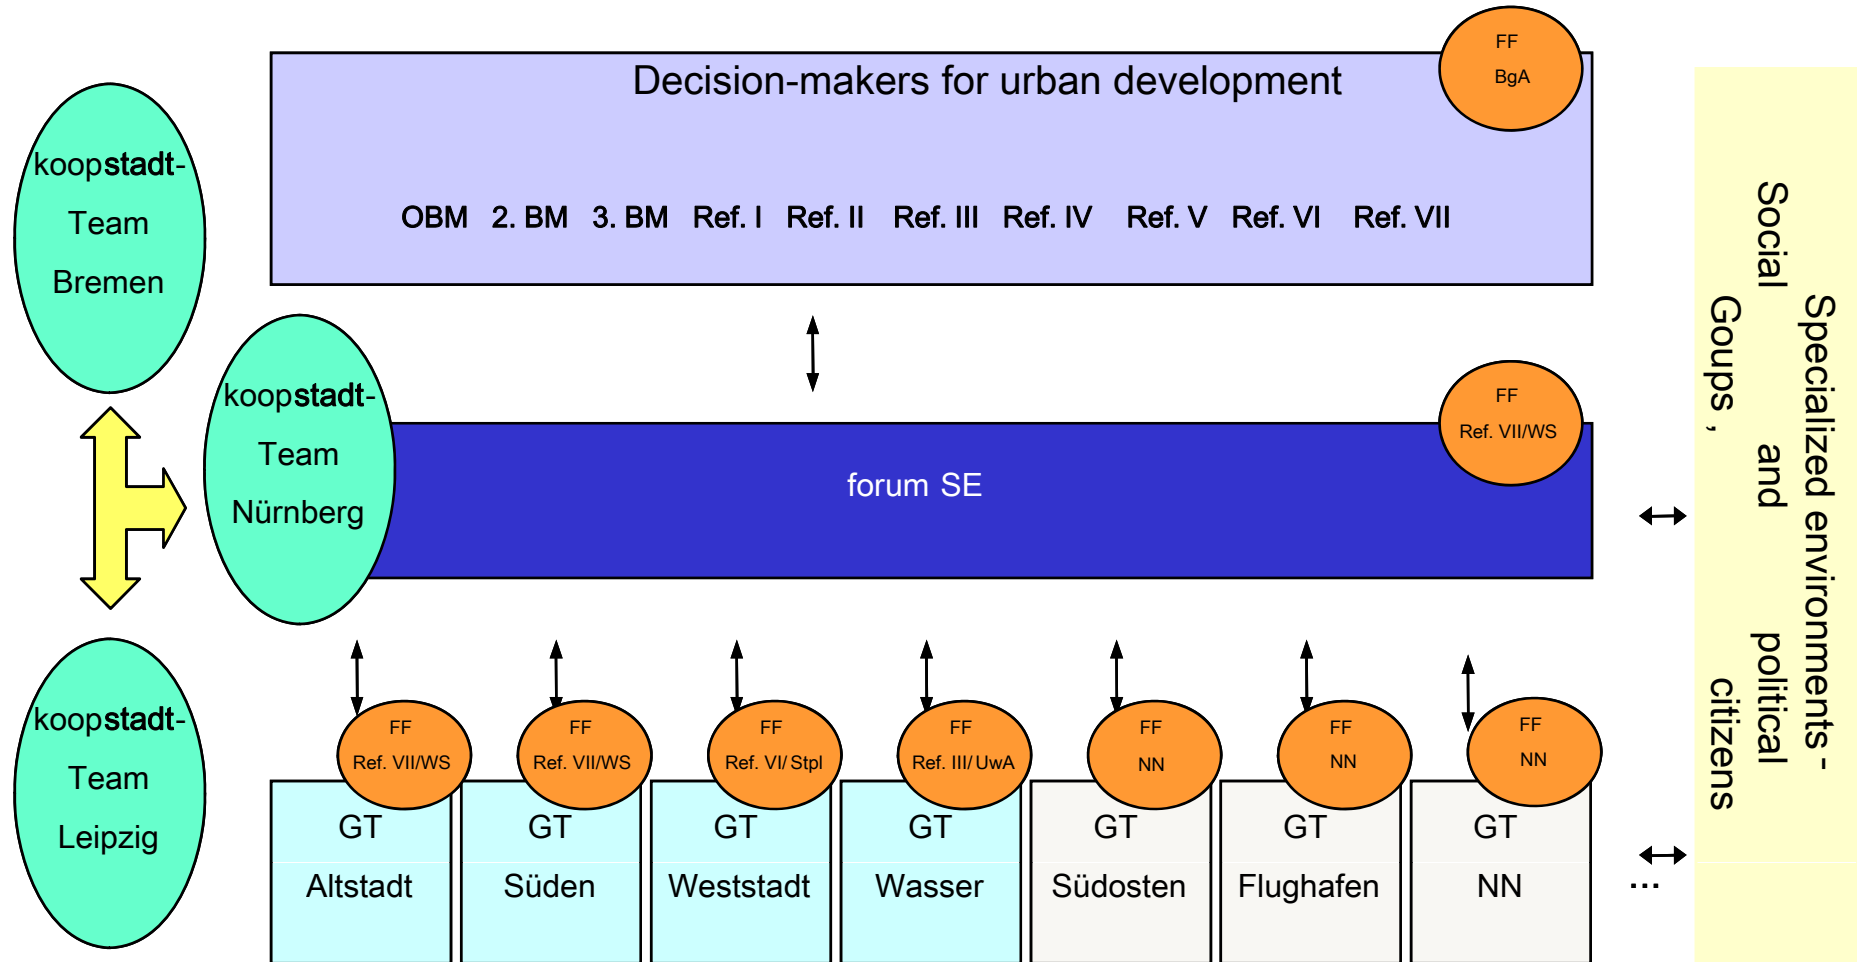 FF
BgA
Decision-makers for urban development
OBM 2. BM 3. BM Ref. I Ref. II Ref. III Ref. IV Ref. V Ref. VI Ref. VII
koopstadt-
Team
Bremen
koopstadt-
Team
Nürnberg
forum SE
FF
Ref. VII/WS
koopstadt-
Team
Leipzig
FF
Ref. VII/WS
GT
Altstadt
FF
Ref. VII/WS
GT
Süden
FF
Ref. VI/Stpl
GT
Weststadt
FF
Ref. III/UwA
GT
Wasser
FF
NN
GT
Südosten
FF
NN
GT
Flughafen
FF
NN
GT
NN
...
Specialized environments -
Social and political
Goups , citizens